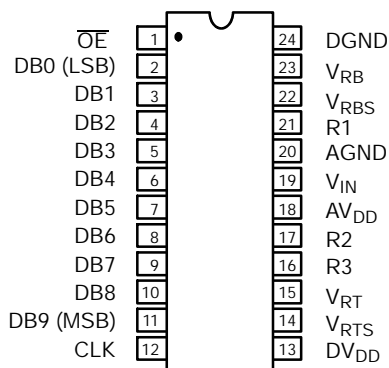 OE 1 24 DGND
DB0 (LSB) 2 23 VRB
DB1 3 22 VRBS
DB2 4 21 R1
DB3 5 20 AGND
DB4 6 19 VIN
DB5 7 18 AVDD
DB6 8 17 R2
DB7 9 16 R3
DB8 10 15 VRT
DB9 (MSB) 11 14 VRTS
CLK 12 13 DVDD